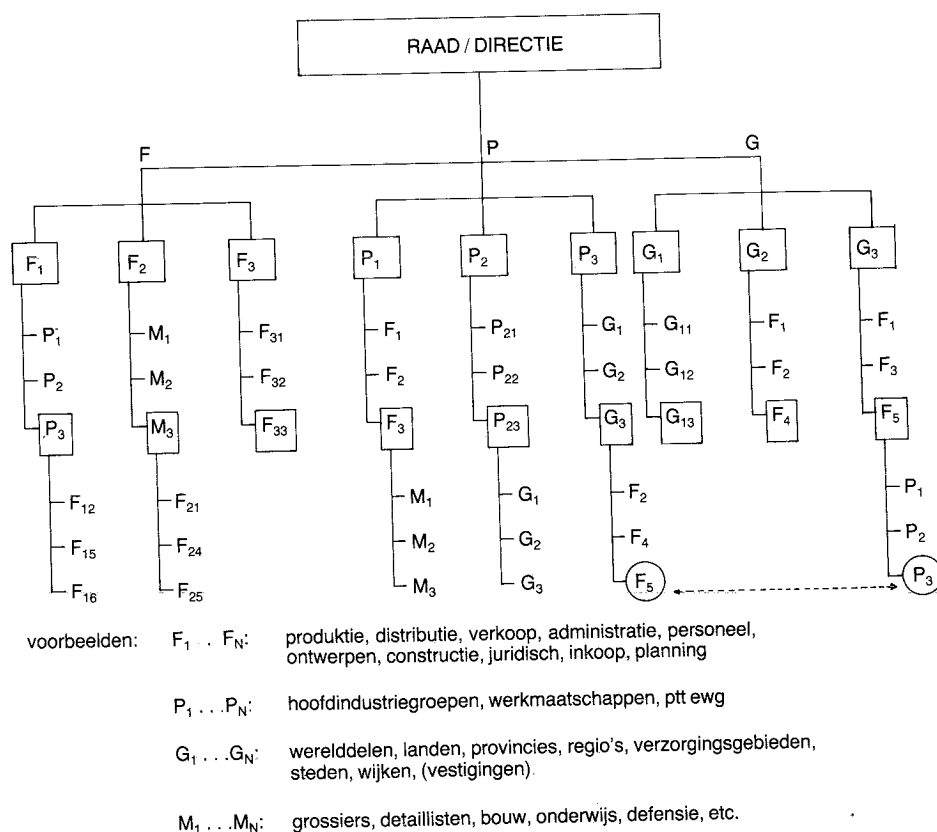 RAAD / DIRECTIE
F P G
F₁ F₂ F₃ P₁ P₂ P₃ G₁ G₂ G₃
P₁ M₁ F₃₁ F₁ P₂₁ G₁ G₁₁ F₁ F₁
P₂ M₂ F₃₂ F₂ P₂₂ G₂ G₁₂ F₂ F₃
P₃ M₃ F₃₃ F₃ P₂₃ G₃ G₁₃ F₄ F₅
F₁₂ F₂₁ M₁ G₁ F₂ P₁
F₁₅ F₂₄ M₂ G₂ F₄ P₂
F₁₆ F₂₅ M₃ G₃ F₅ P₃
voorbeelden: F₁ . . F_N: produktie, distributie, verkoop, administratie, personeel,
ontwerpen, constructie, juridisch, inkoop, planning
P₁ . . . P_N: hoofdindustriegroepen, werkmaatschappen, ptt ewg
G₁ . . . G_N: werelddelen, landen, provincies, regio's, verzorgingsgebieden,
steden, wijken, (vestigingen)
M₁ . . . M_N: grossiers, detaillisten, bouw, onderwijs, defensie, etc.